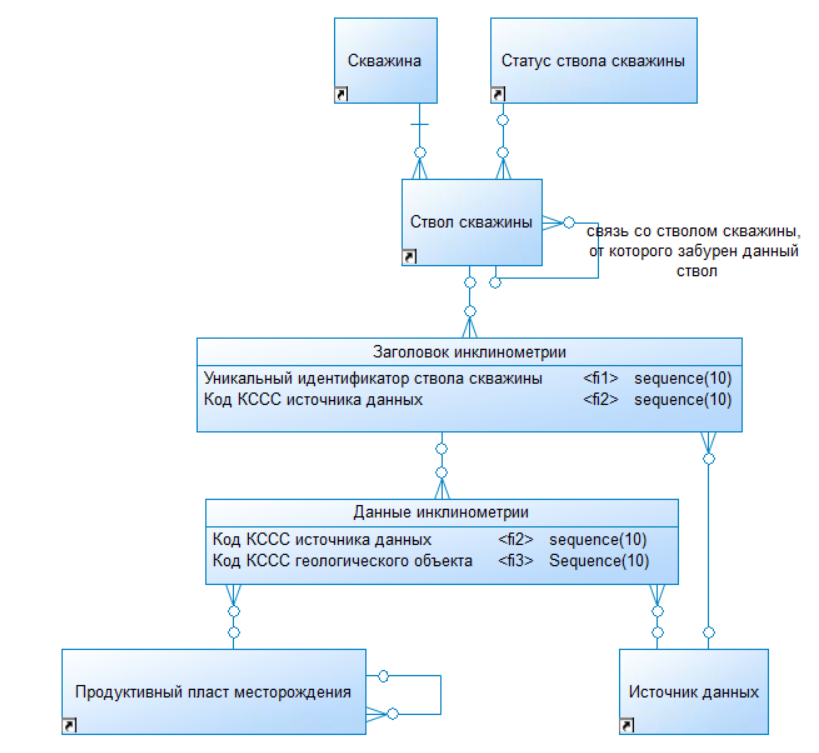 Скважина
Статус ствола скважины
Ствол скважины
связь со стволом скважины,
от которого забурен данный
ствол
Заголовок инклинометрии
Уникальный идентификатор ствола скважины <fi1> sequence(10)
Код КССС источника данных <fi2> sequence(10)
Данные инклинометрии
Код КССС источника данных <fi2> sequence(10)
Код КССС геологического объекта <fi3> Sequence(10)
Продуктивный пласт месторождения
Источник данных